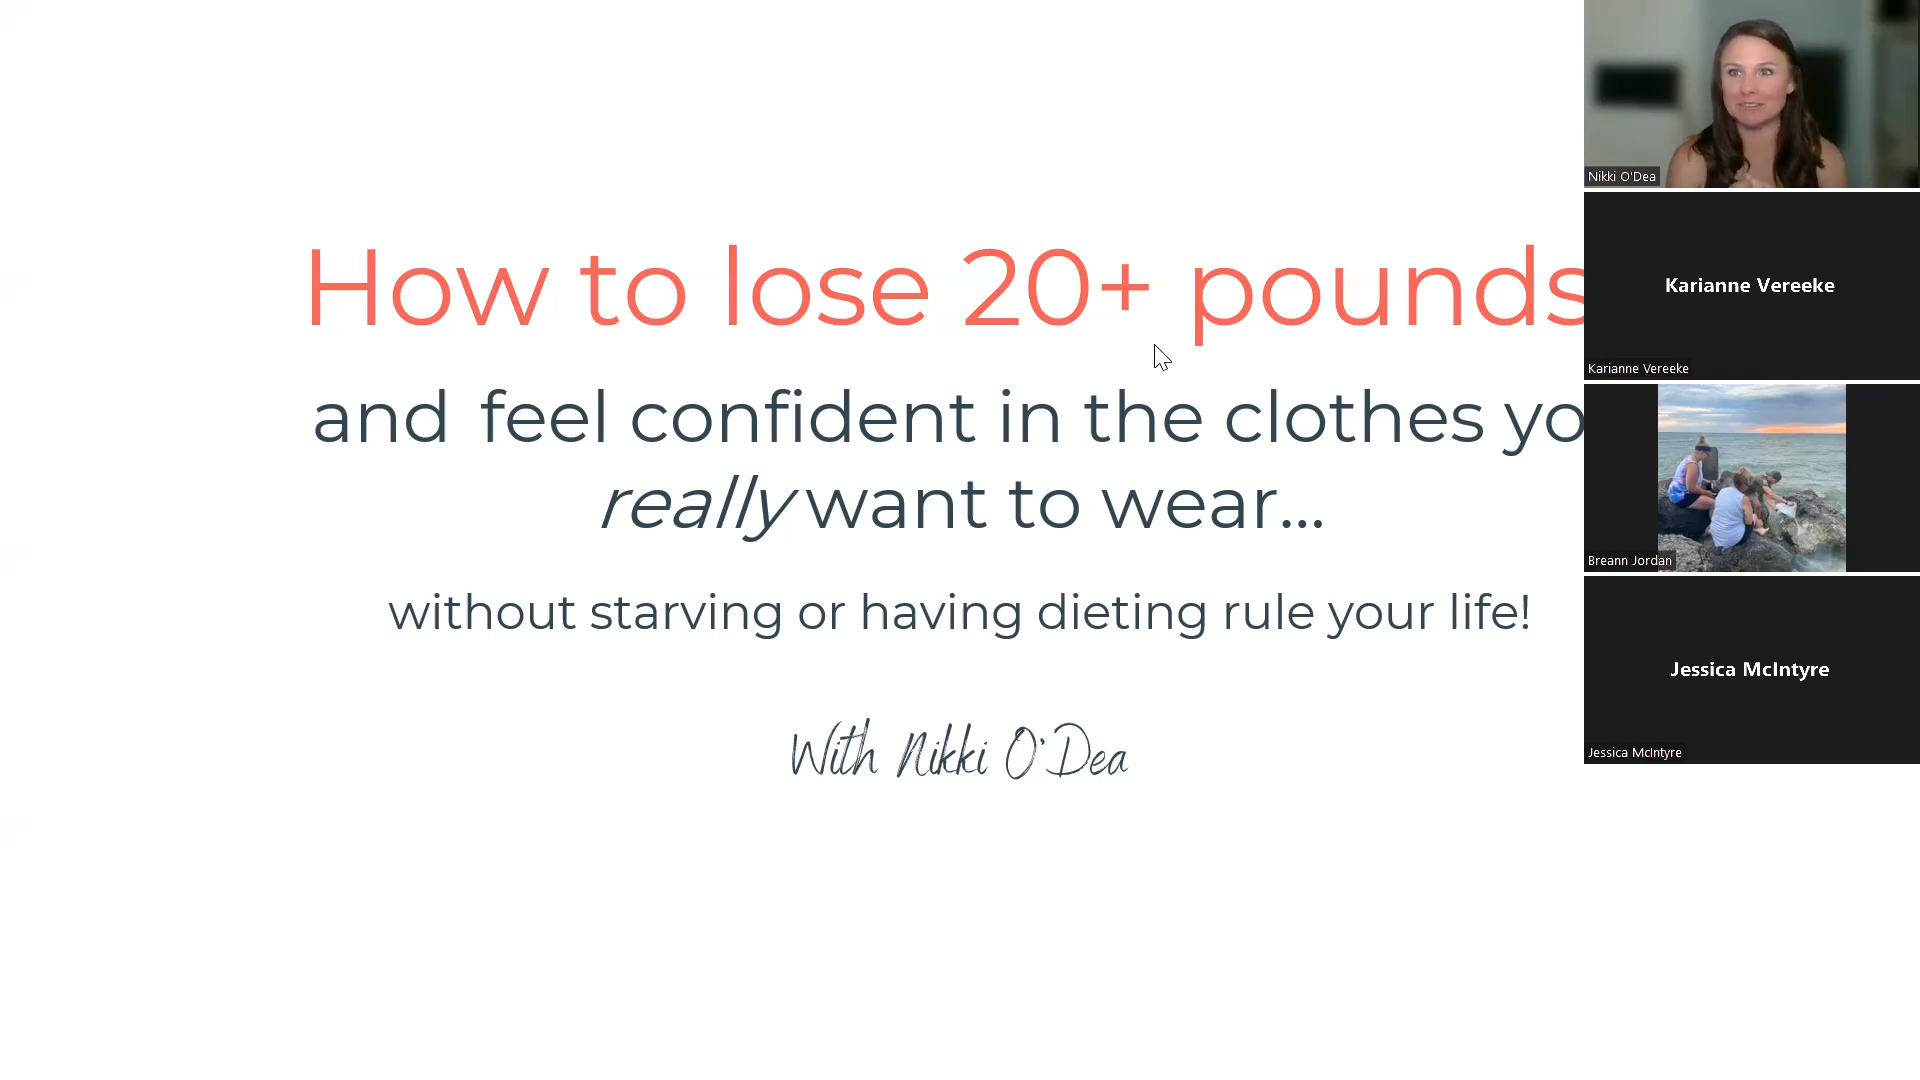 How to lose 20+ pounds
and feel confident in the clothes yo
really want to wear...
without starving or having dieting rule your life!
With Nikki O'Dea
Nikki O'Dea
Karianne Vereeke
Karianne Vereeke
Breann Jordan
Jessica McIntyre
Jessica McIntyre